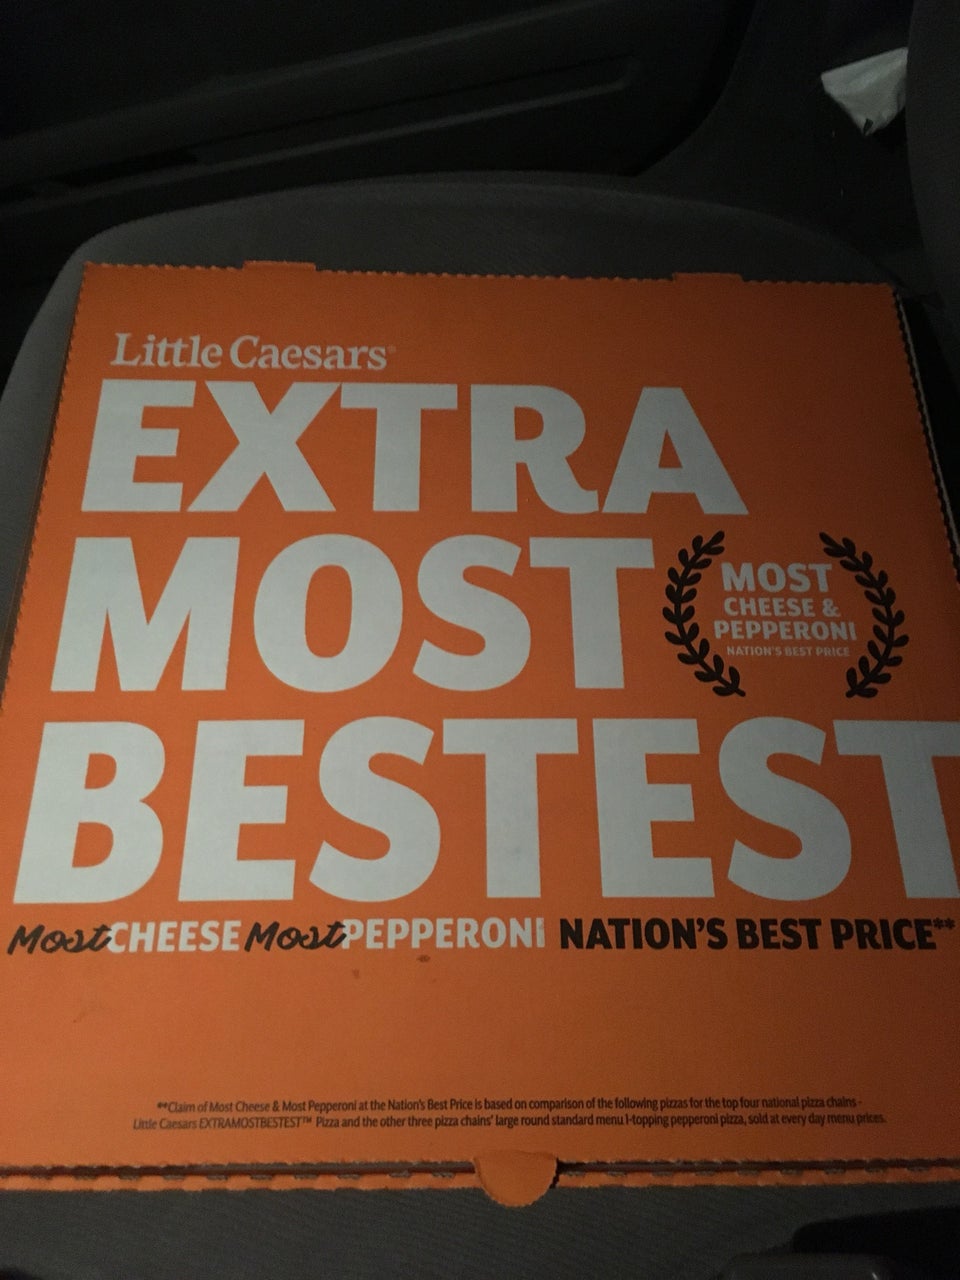 Little Caesars®
EXTRA
MOST
BESTEST
MOST
CHEESE &
PEPPERONI
NATION'S BEST PRICE
Most CHEESE Most PEPPERONI NATION'S BEST PRICE**
**Claim of Most Cheese & Most Pepperoni at the Nation's Best Price is based on comparison of the following pizzas for the top four national pizza chains -
Little Caesars EXTRAMOSTBESTEST™ Pizza and the other three pizza chains' large round standard menu 1-topping pepperoni pizza, sold at every day menu prices.